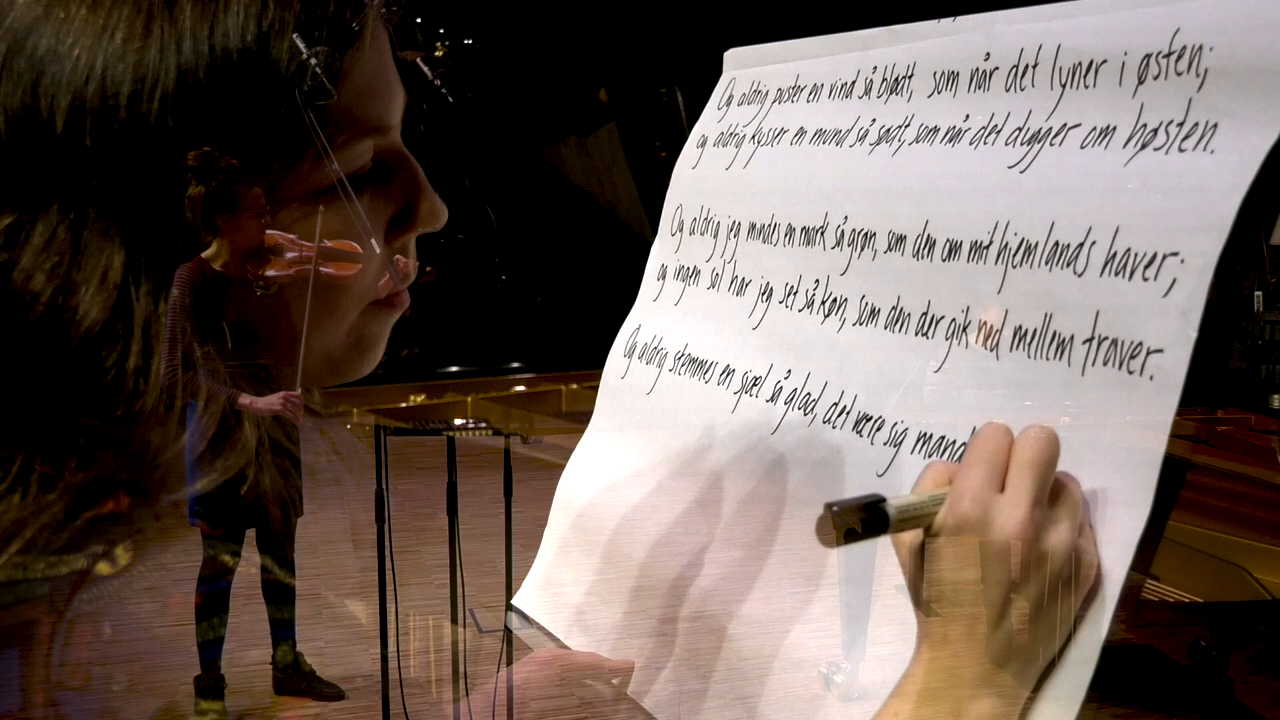 Og aldrig puster en vind så blødt, som når det lyner i østen;
og aldrig kysser en mund så sødt, som når det dugger om høsten.
Og aldrig jeg mindes en mark så grøn, som den om mit hjemlands haver;
og ingen sol har jeg set så køn, som den der gik ned mellem traver.
Og aldrig stemmes en sjæl så glad, det være sig mand